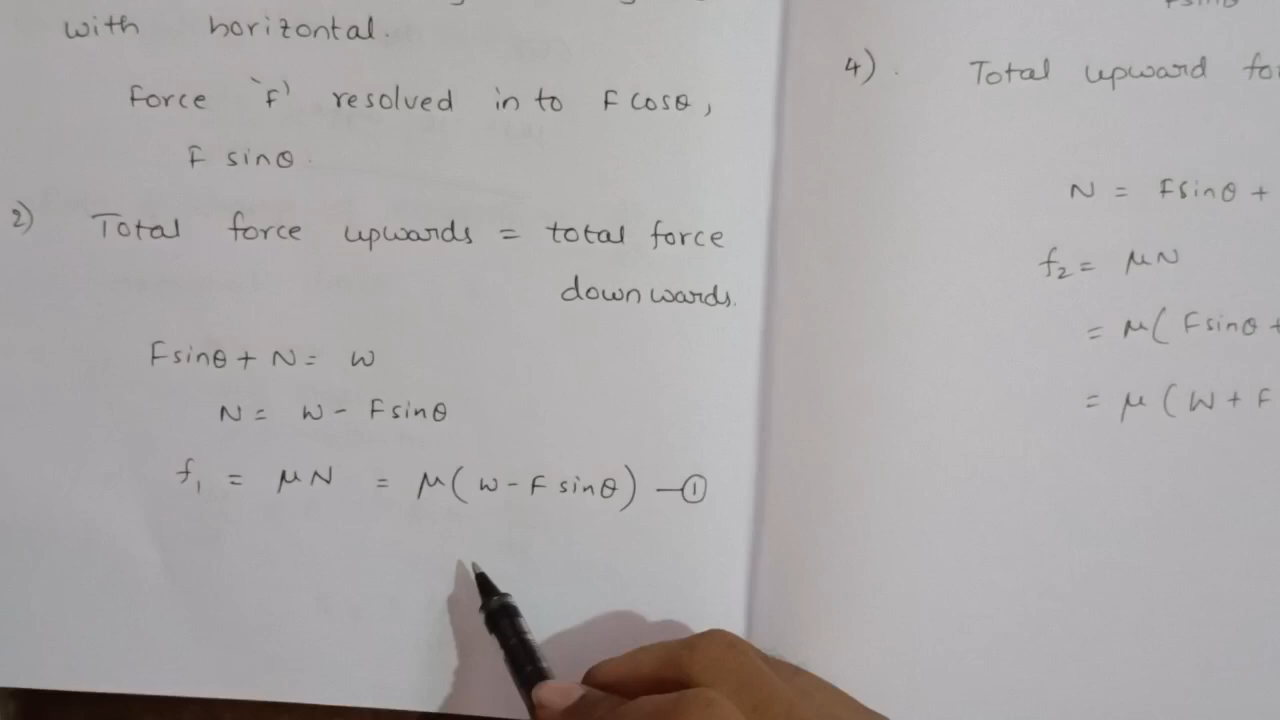 with horizontal.
Force 'F' resolved in to F cosθ,
F sinθ.
2) Total force upwards = total force
downwards.
Fsinθ + N = W
N = W - Fsinθ
f₁ = μN = μ(W - F sinθ) —①
Fsinθ
4). Total upward
N = Fsinθ +
f₂ = μN
= μ( Fsinθ +
= μ (W + F